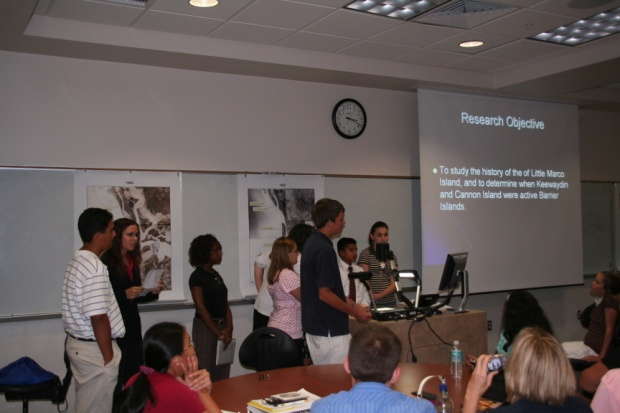 Research Objective
To study the history of the of Little Marco
Island, and to determine when Keewaydin
and Cannon Island were active Barrier
Islands.